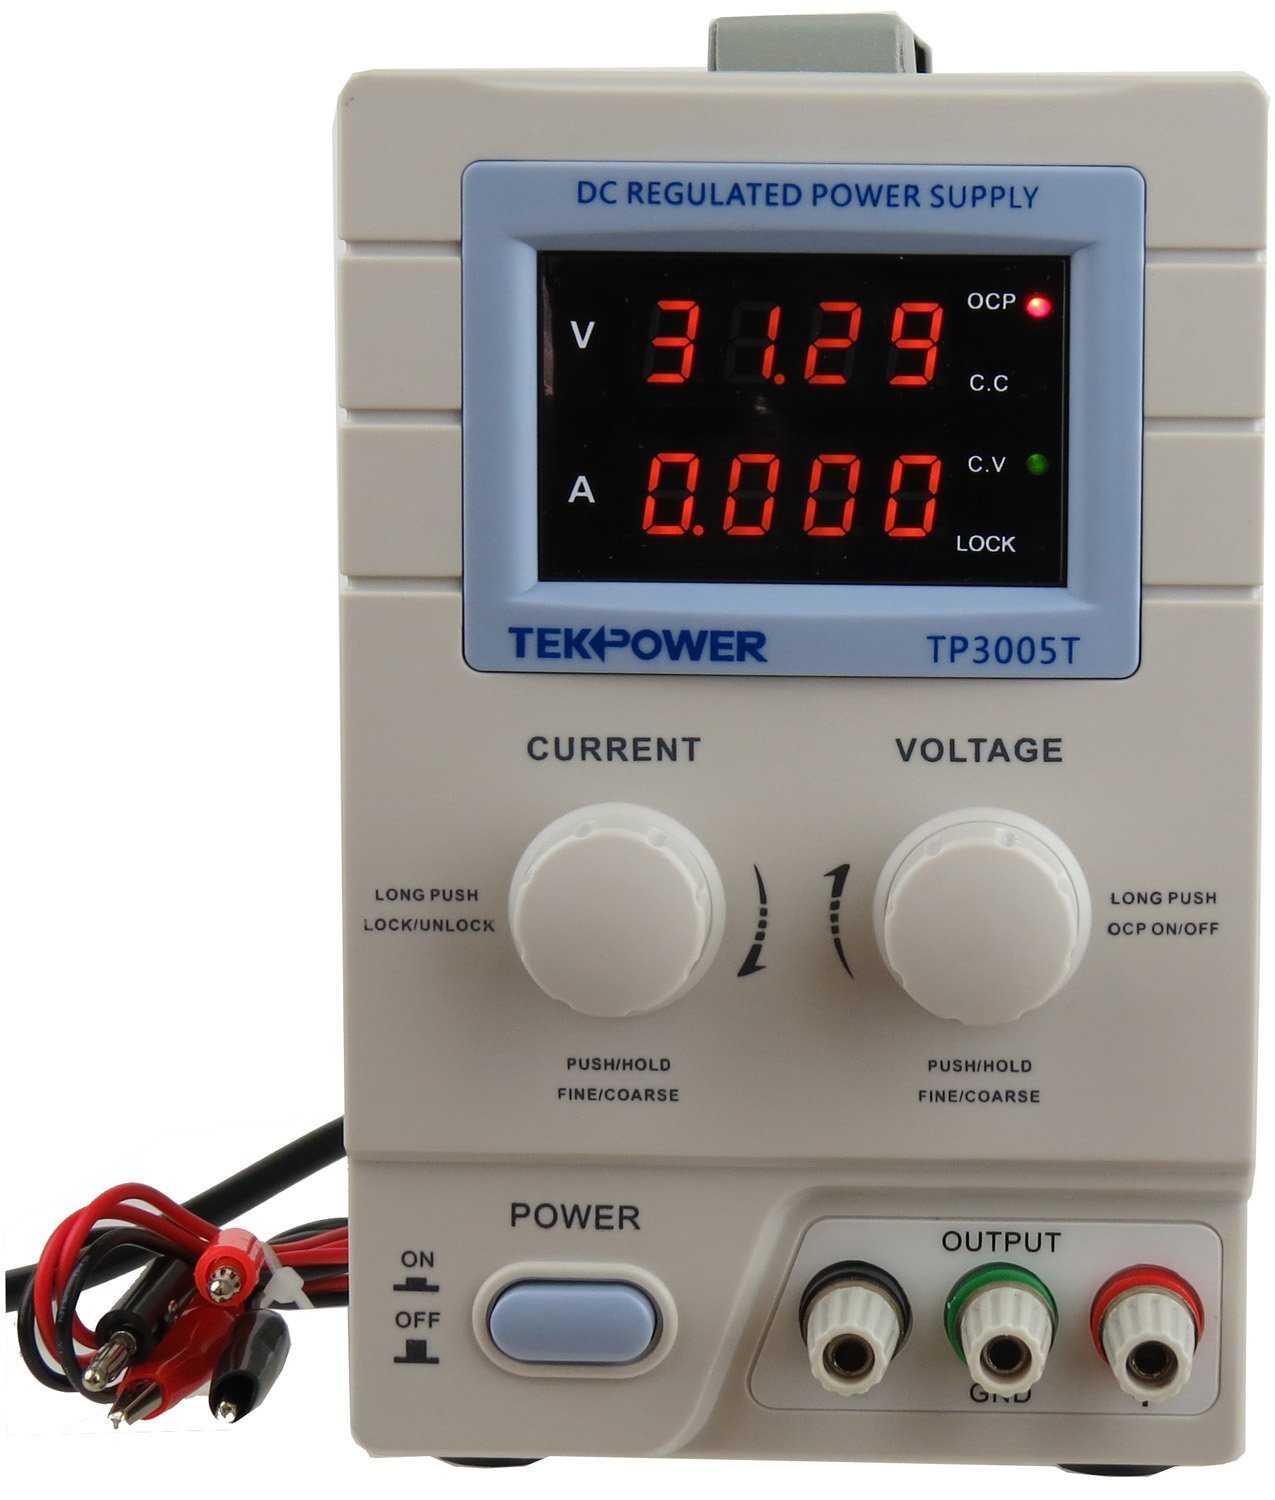 DC REGULATED POWER SUPPLY
V 31.29 OCP
C.C
A 0.000 C.V
LOCK
TEKPOWER TP3005T
CURRENT VOLTAGE
LONG PUSH
LOCK/UNLOCK
LONG PUSH
OCP ON/OFF
PUSH/HOLD
FINE/COARSE
PUSH/HOLD
FINE/COARSE
POWER
ON
OFF
OUTPUT
GND